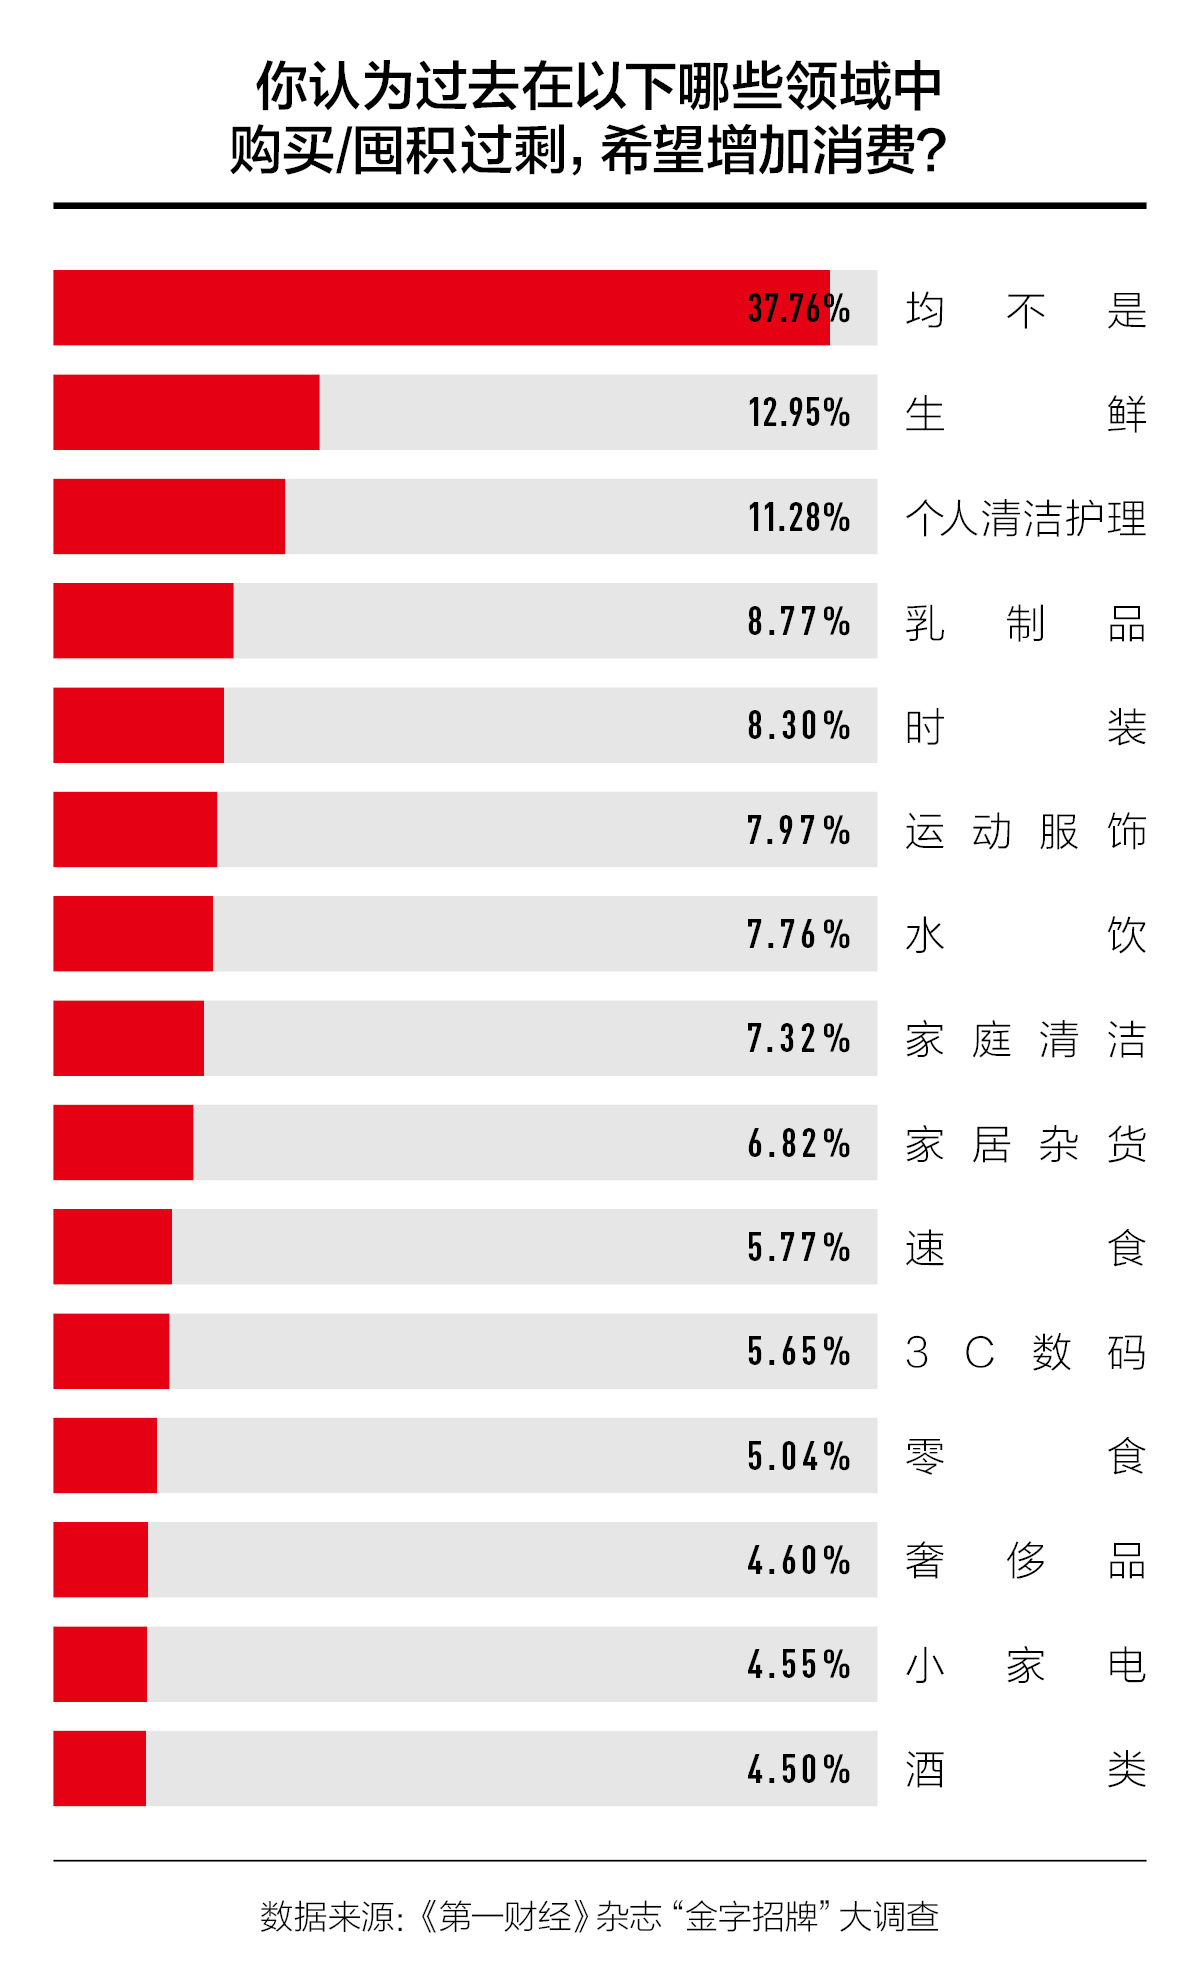 你认为过去在以下哪些领域中
购买/囤积过剩，希望增加消费？
37.76% 均不是
12.95% 生鲜
11.28% 个人清洁护理
8.77% 乳制品
8.30% 时装
7.97% 运动服饰
7.76% 水饮
7.32% 家庭清洁
6.82% 家居杂货
5.77% 速食
5.65% 3C数码
5.04% 零食
4.60% 奢侈品
4.55% 小家电
4.50% 酒类
数据来源：《第一财经》杂志“金字招牌”大调查